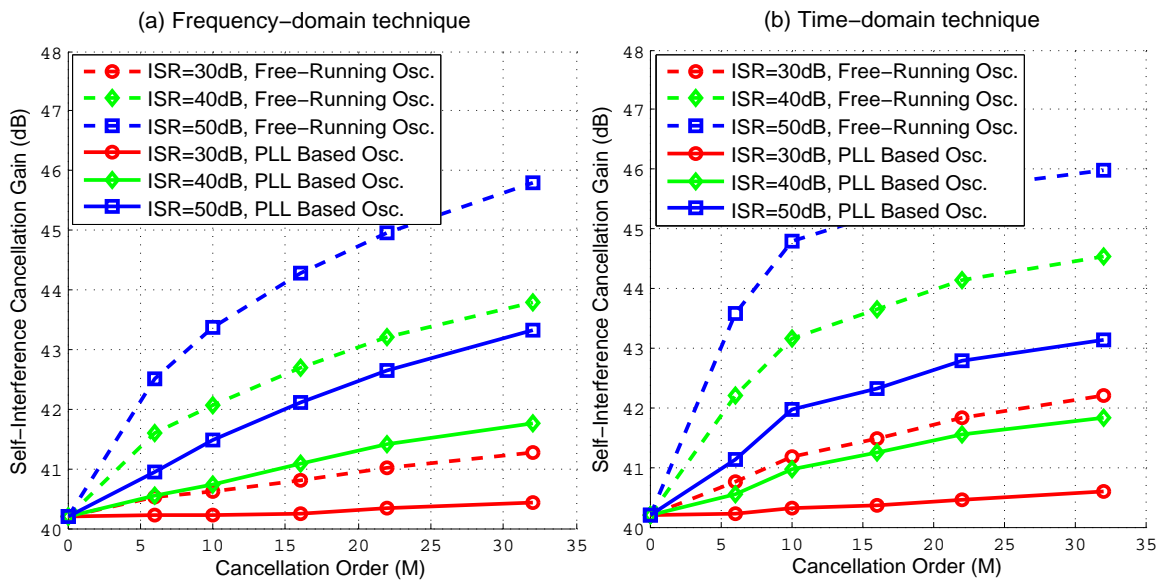 (a) Frequency−domain technique
48
47
46
45
44
43
42
41
40
Self−Interference Cancellation Gain (dB)
ISR=30dB, Free−Running Osc.
ISR=40dB, Free−Running Osc.
ISR=50dB, Free−Running Osc.
ISR=30dB, PLL Based Osc.
ISR=40dB, PLL Based Osc.
ISR=50dB, PLL Based Osc.
0 5 10 15 20 25 30 35
Cancellation Order (M)
(b) Time−domain technique
48
47
46
45
44
43
42
41
40
Self−Interference Cancellation Gain (dB)
ISR=30dB, Free−Running Osc.
ISR=40dB, Free−Running Osc.
ISR=50dB, Free−Running Osc.
ISR=30dB, PLL Based Osc.
ISR=40dB, PLL Based Osc.
ISR=50dB, PLL Based Osc.
0 5 10 15 20 25 30 35
Cancellation Order (M)